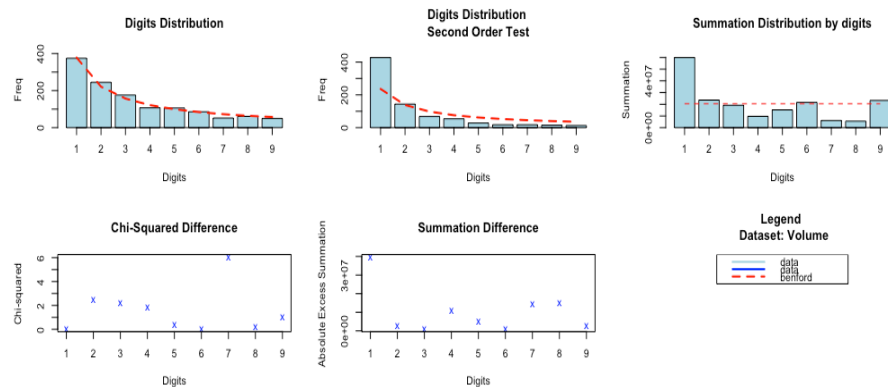 Digits Distribution
Freq
0 200 400
1 2 3 4 5 6 7 8 9
Digits
Digits Distribution
Second Order Test
Freq
0 200 400
1 2 3 4 5 6 7 8 9
Digits
Summation Distribution by digits
Summation
0e+00 4e+07
1 2 3 4 5 6 7 8 9
Digits
Chi-Squared Difference
Chi-squared
0 2 4 6
1 2 3 4 5 6 7 8 9
Digits
Summation Difference
Absolute Excess Summation
0e+00 3e+07
1 2 3 4 5 6 7 8 9
Digits
Legend
Dataset: Volume
data
data
benford